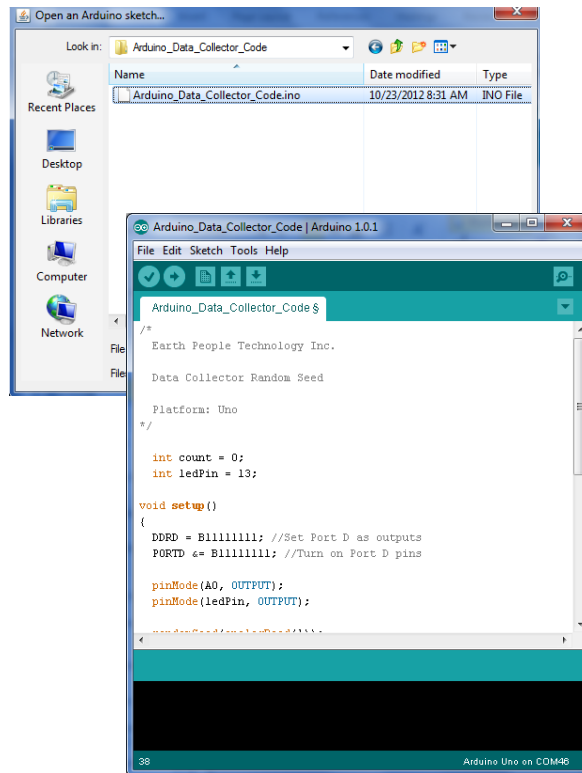 Open an Arduino sketch...
Look in:
Arduino_Data_Collector_Code
Name
Date modified
Type
Arduino_Data_Collector_Code.ino
10/23/2012 8:31 AM
INO File
Recent Places
Desktop
Libraries
Computer
Network
File
File
Arduino_Data_Collector_Code | Arduino 1.0.1
File Edit Sketch Tools Help
Arduino_Data_Collector_Code §
/*
Earth People Technology Inc.
Data Collector Random Seed
Platform: Uno
*/
int count = 0;
int ledPin = 13;
void setup()
{
DDRD = B11111111; //Set Port D as outputs
PORTD &= B11111111; //Turn on Port D pins
pinMode(A0, OUTPUT);
pinMode(ledPin, OUTPUT);
38
Arduino Uno on COM46